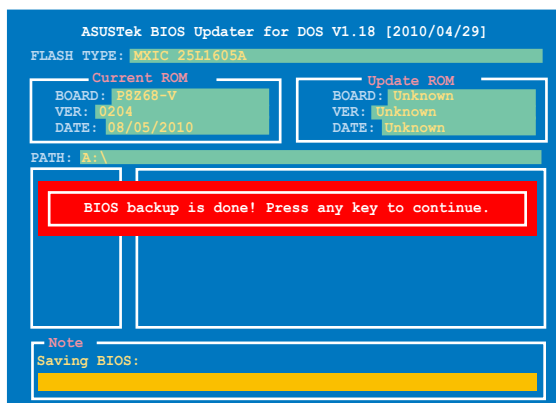 ASUSTek BIOS Updater for DOS V1.18 [2010/04/29]
FLASH TYPE: MXIC 25L1605A
Current ROM
BOARD: P8Z68-V
VER: 0204
DATE: 08/05/2010
Update ROM
BOARD: Unknown
VER: Unknown
DATE: Unknown
PATH: A:\
BIOS backup is done! Press any key to continue.
Note
Saving BIOS: